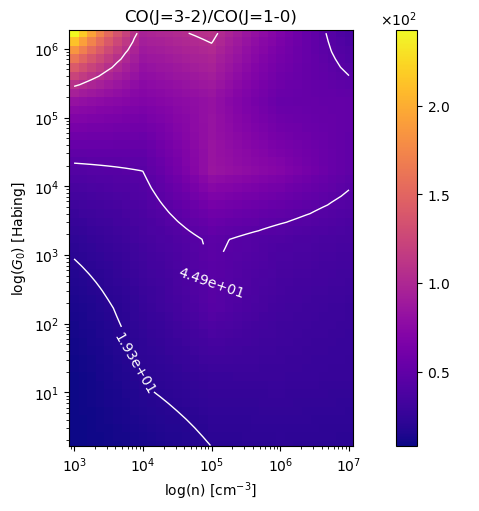 CO(J=3-2)/CO(J=1-0)
×10²
10⁶
10⁵
10⁴
10³
10²
10¹
log(G₀) [Habing]
4.49e+01
1.93e+01
10³ 10⁴ 10⁵ 10⁶ 10⁷
log(n) [cm⁻³]
2.0
1.5
1.0
0.5